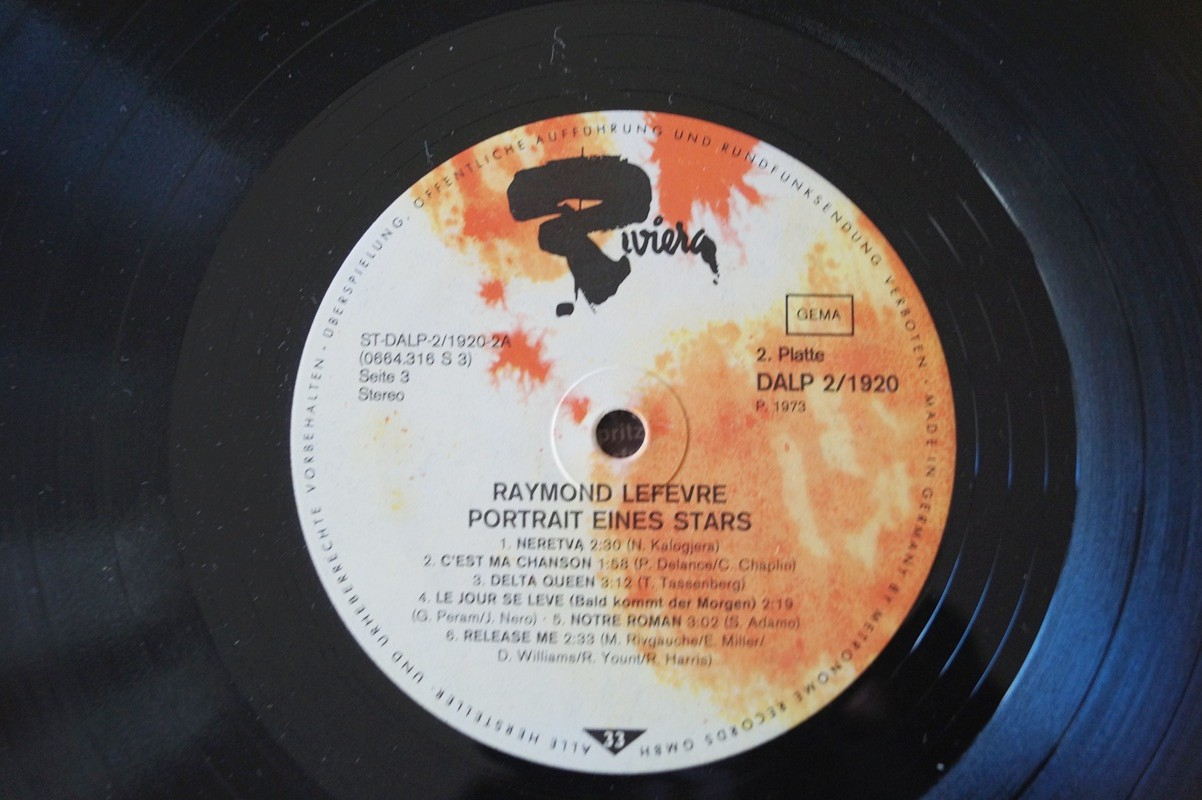 ALLE HERSTELLER- UND URHEBERRECHTE VORBEHALTEN · ÜBERSPIELUNG, ÖFFENTLICHE AUFFÜHRUNG UND RUNDFUNKSENDUNG VERBOTEN · MADE IN GERMANY BY METRONOME RECORDS GMBH
Riviera
GEMA
ST-DALP-2/1920-2A
(0664.316 S 3)
Seite 3
Stereo
2. Platte
DALP 2/1920
P. 1973
RAYMOND LEFEVRE
PORTRAIT EINES STARS
1. NERETVA 2:30 (N. Kalogjera)
2. C'EST MA CHANSON 1:58 (P. Delance/C. Chaplin)
3. DELTA QUEEN 3:12 (T. Tassenberg)
4. LE JOUR SE LEVE (Bald kommt der Morgen) 2:19
(G. Peram/J. Nero) · 5. NOTRE ROMAN 3:02 (S. Adamo)
6. RELEASE ME 2:33 (M. Rivgauche/E. Miller/
D. Williams/R. Yount/R. Harris)
33